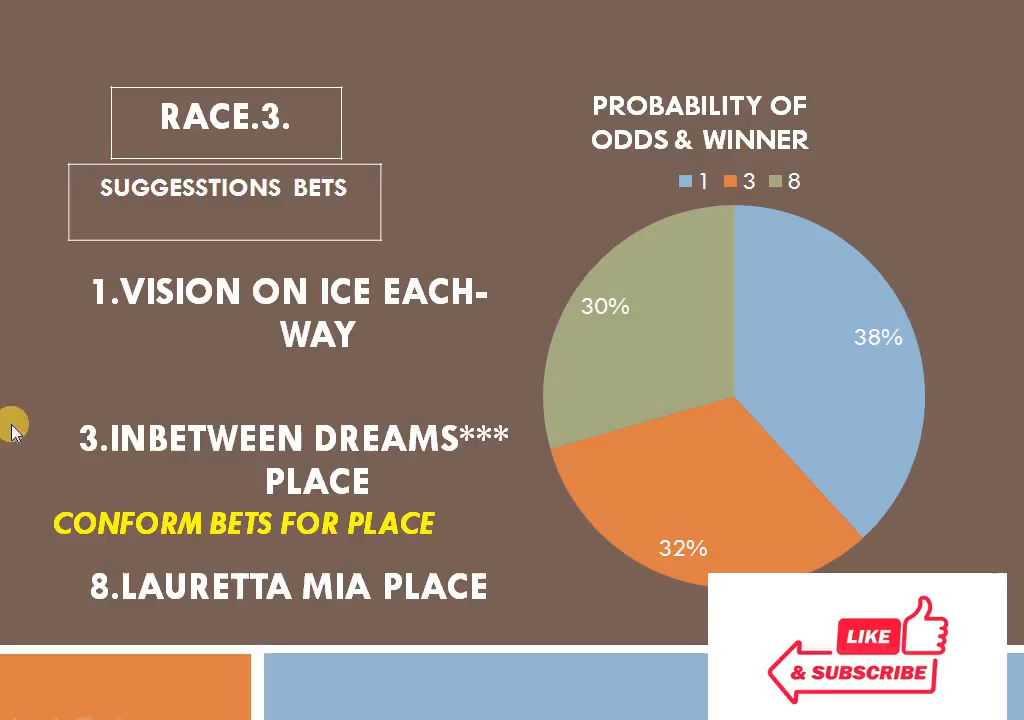 RACE.3.
SUGGESSTIONS BETS
1.VISION ON ICE EACH-
WAY
3.INBETWEEN DREAMS***
PLACE
CONFORM BETS FOR PLACE
8.LAURETTA MIA PLACE
PROBABILITY OF
ODDS & WINNER
1 3 8
30%
38%
32%
LIKE
& SUBSCRIBE